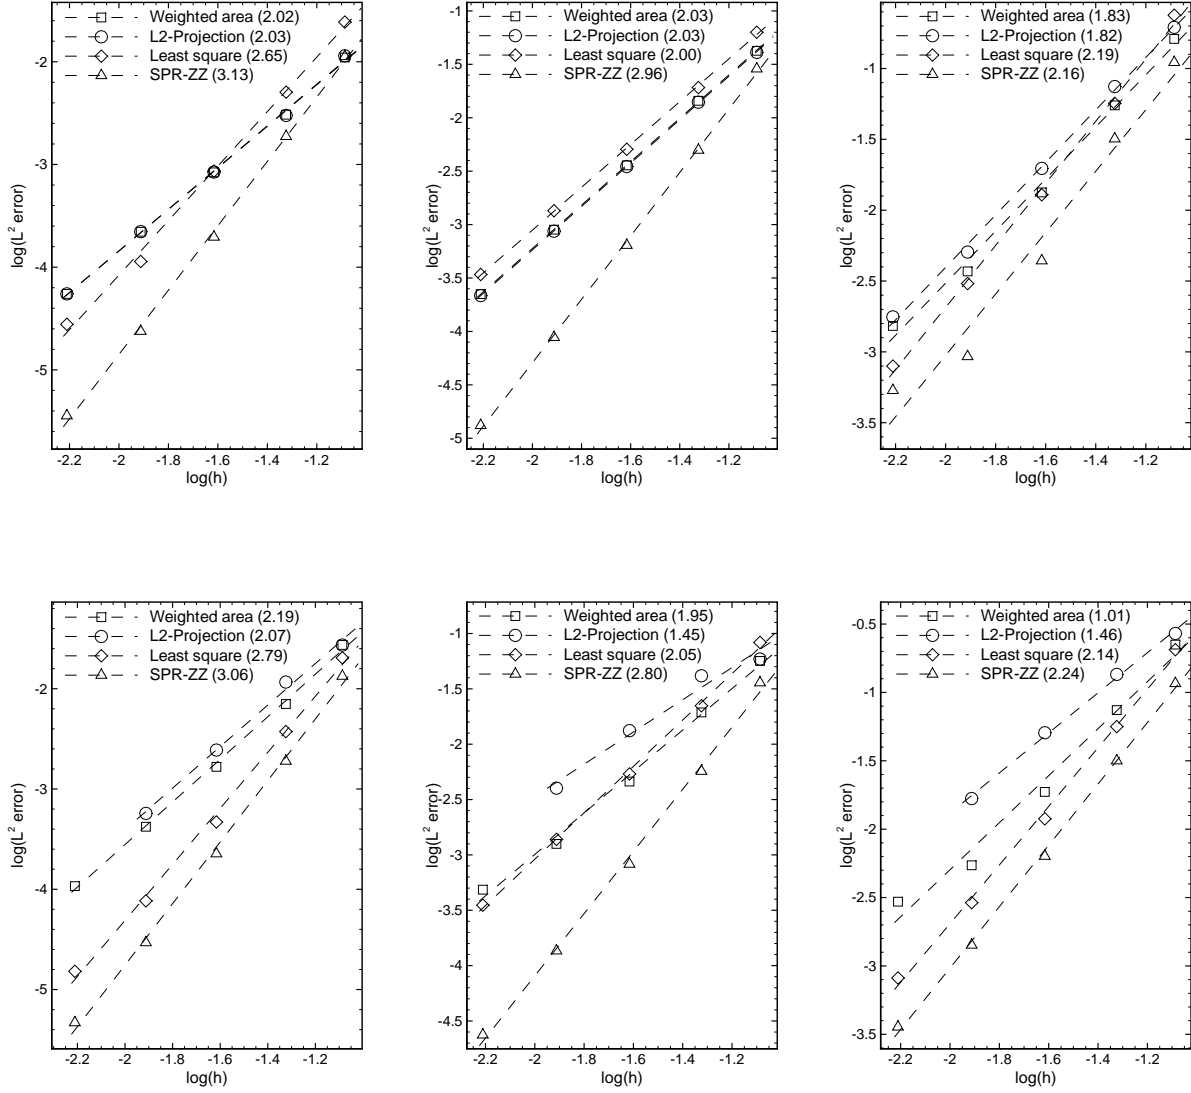 Weighted area (2.02)
L2-Projection (2.03)
Least square (2.65)
SPR-ZZ (3.13)
log(L² error)
-2
-3
-4
-5
-2.2 -2 -1.8 -1.6 -1.4 -1.2
log(h)
Weighted area (2.03)
L2-Projection (2.03)
Least square (2.00)
SPR-ZZ (2.96)
log(L² error)
-1
-1.5
-2
-2.5
-3
-3.5
-4
-4.5
-5
-2.2 -2 -1.8 -1.6 -1.4 -1.2
log(h)
Weighted area (1.83)
L2-Projection (1.82)
Least square (2.19)
SPR-ZZ (2.16)
log(L² error)
-1
-1.5
-2
-2.5
-3
-3.5
-2.2 -2 -1.8 -1.6 -1.4 -1.2
log(h)
Weighted area (2.19)
L2-Projection (2.07)
Least square (2.79)
SPR-ZZ (3.06)
log(L² error)
-2
-3
-4
-5
-2.2 -2 -1.8 -1.6 -1.4 -1.2
log(h)
Weighted area (1.95)
L2-Projection (1.45)
Least square (2.05)
SPR-ZZ (2.80)
log(L² error)
-1
-1.5
-2
-2.5
-3
-3.5
-4
-4.5
-2.2 -2 -1.8 -1.6 -1.4 -1.2
log(h)
Weighted area (1.01)
L2-Projection (1.46)
Least square (2.14)
SPR-ZZ (2.24)
log(L² error)
-0.5
-1
-1.5
-2
-2.5
-3
-3.5
-2.2 -2 -1.8 -1.6 -1.4 -1.2
log(h)